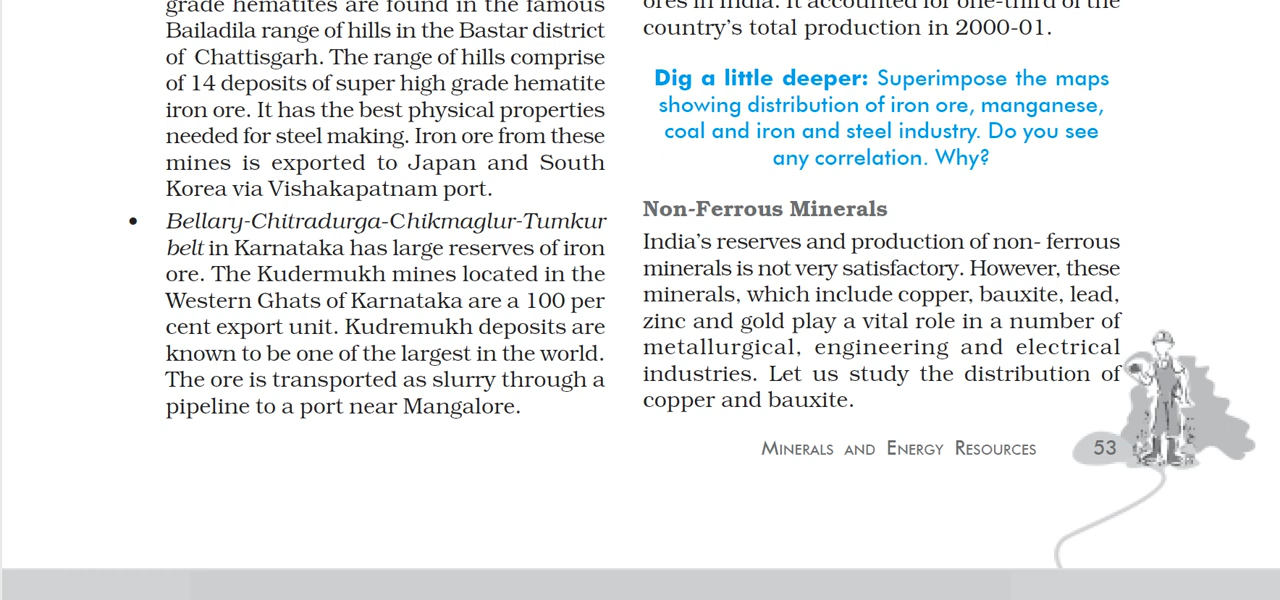 grade hematites are found in the famous
Bailadila range of hills in the Bastar district
of Chattisgarh. The range of hills comprise
of 14 deposits of super high grade hematite
iron ore. It has the best physical properties
needed for steel making. Iron ore from these
mines is exported to Japan and South
Korea via Vishakapatnam port.
• Bellary-Chitradurga-Chikmaglur-Tumkur
belt in Karnataka has large reserves of iron
ore. The Kudermukh mines located in the
Western Ghats of Karnataka are a 100 per
cent export unit. Kudremukh deposits are
known to be one of the largest in the world.
The ore is transported as slurry through a
pipeline to a port near Mangalore.
ores in India. It accounted for one-third of the
country's total production in 2000-01.
Dig a little deeper: Superimpose the maps
showing distribution of iron ore, manganese,
coal and iron and steel industry. Do you see
any correlation. Why?
Non-Ferrous Minerals
India's reserves and production of non- ferrous
minerals is not very satisfactory. However, these
minerals, which include copper, bauxite, lead,
zinc and gold play a vital role in a number of
metallurgical, engineering and electrical
industries. Let us study the distribution of
copper and bauxite.
Minerals and Energy Resources 53